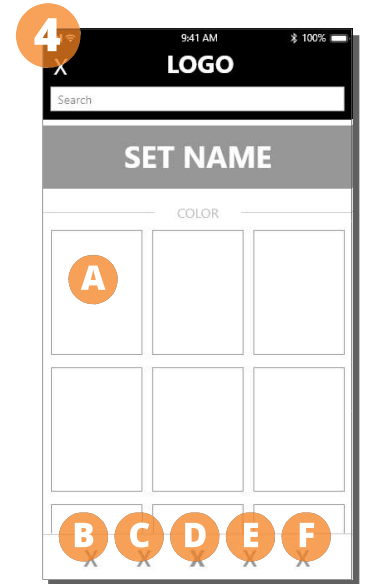 4
9:41 AM
100%
X
LOGO
Search
SET NAME
COLOR
A
B C D E F
X X X X X